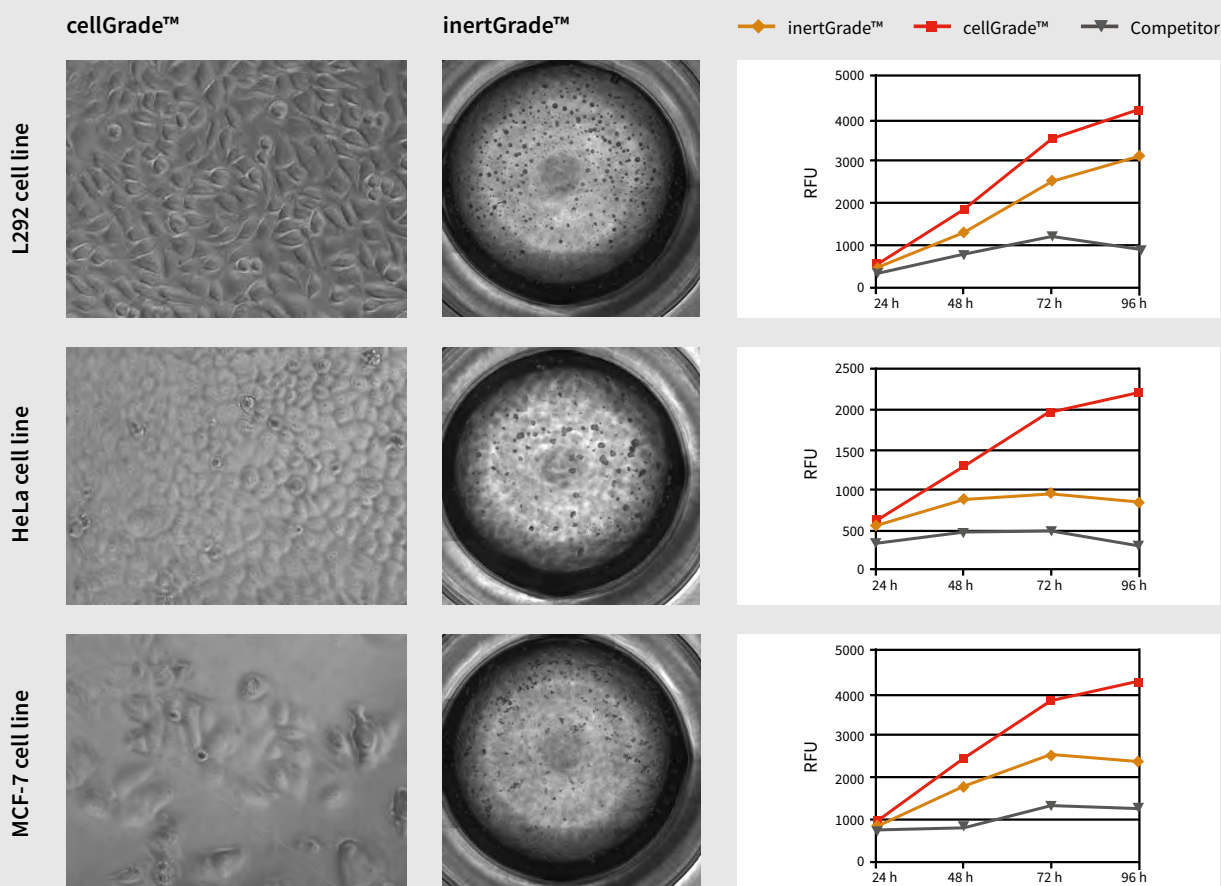 cellGrade™
inertGrade™
inertGrade™
cellGrade™
Competitor
L292 cell line
5000
4000
3000
2000
1000
0
RFU
24 h
48 h
72 h
96 h
HeLa cell line
2500
2000
1500
1000
500
0
RFU
24 h
48 h
72 h
96 h
MCF-7 cell line
5000
4000
3000
2000
1000
0
RFU
24 h
48 h
72 h
96 h